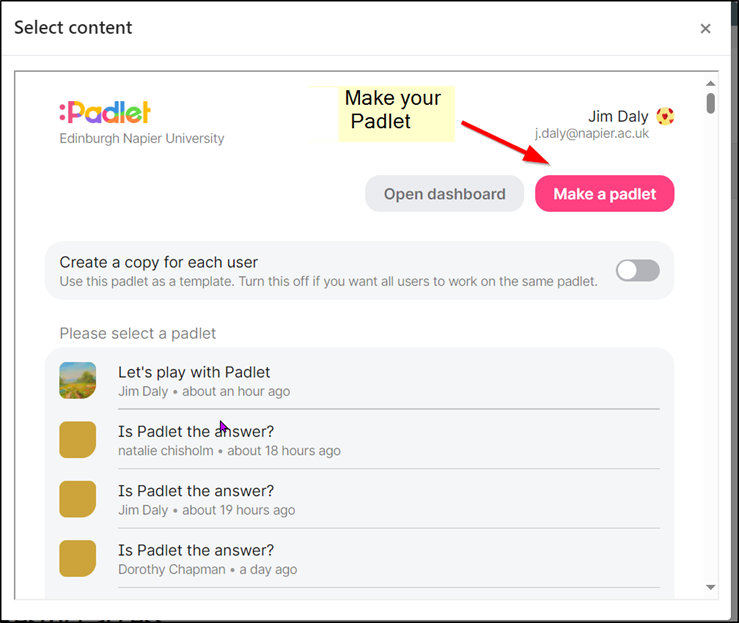 Select content
:Padlet
Edinburgh Napier University
Make your
Padlet
Jim Daly
j.daly@napier.ac.uk
Open dashboard
Make a padlet
Create a copy for each user
Use this padlet as a template. Turn this off if you want all users to work on the same padlet.
Please select a padlet
Let's play with Padlet
Jim Daly • about an hour ago
Is Padlet the answer?
natalie chisholm • about 18 hours ago
Is Padlet the answer?
Jim Daly • about 19 hours ago
Is Padlet the answer?
Dorothy Chapman • a day ago